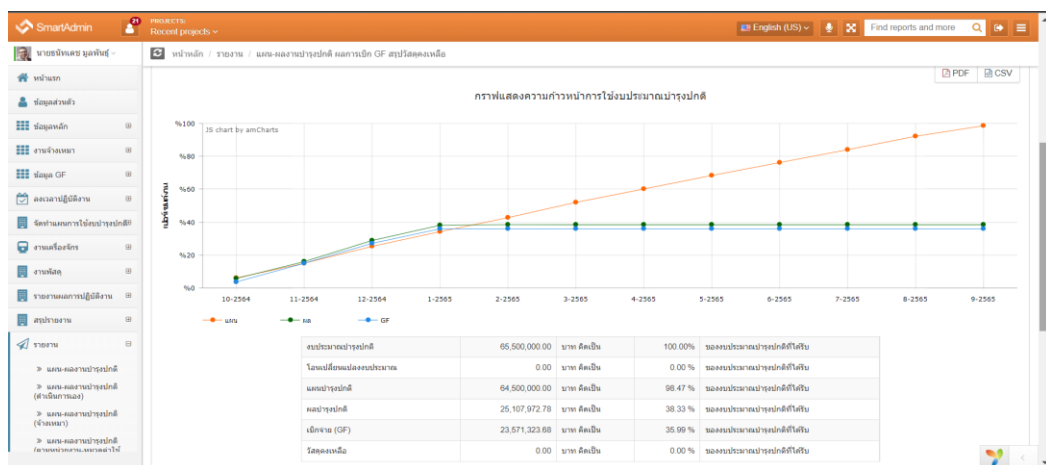 SmartAdmin
21
PROJECTS:
Recent projects
English (US)
Find reports and more
นายธนัทเดช มูลพันธุ์
หน้าหลัก / รายงาน / แผน-ผลงานบำรุงปกติ ผลการเบิก GF สรุปวัสดุคงเหลือ
หน้าแรก
ข้อมูลส่วนตัว
ข้อมูลหลัก
งานจ้างเหมา
ข้อมูล GF
ลงเวลาปฏิบัติงาน
จัดทำแผนการใช้งบบำรุงปกติ
งานเครื่องจักร
งานพัสดุ
รายงานผลการปฏิบัติงาน
สรุปรายงาน
รายงาน
» แผน-ผลงานบำรุงปกติ
» แผน-ผลงานบำรุงปกติ
(ดำเนินการเอง)
» แผน-ผลงานบำรุงปกติ
(จ้างเหมา)
» แผน-ผลงานบำรุงปกติ
(ตามหน่วยงาน-หมวดค่าใช้
PDF
CSV
กราฟแสดงความก้าวหน้าการใช้งบประมาณบำรุงปกติ
JS chart by amCharts
%100
%80
%60
%40
%20
%0
เปอร์เซนต์งาน
10-2564 11-2564 12-2564 1-2565 2-2565 3-2565 4-2565 5-2565 6-2565 7-2565 8-2565 9-2565
แผน ผล GF
งบประมาณบำรุงปกติ 65,500,000.00 บาท คิดเป็น 100.00% ของงบประมาณบำรุงปกติที่ได้รับ
โอนเปลี่ยนแปลงงบประมาณ 0.00 บาท คิดเป็น 0.00 % ของงบประมาณบำรุงปกติที่ได้รับ
แผนบำรุงปกติ 64,500,000.00 บาท คิดเป็น 98.47 % ของงบประมาณบำรุงปกติที่ได้รับ
ผลบำรุงปกติ 25,107,972.78 บาท คิดเป็น 38.33 % ของงบประมาณบำรุงปกติที่ได้รับ
เบิกจ่าย (GF) 23,571,323.68 บาท คิดเป็น 35.99 % ของงบประมาณบำรุงปกติที่ได้รับ
วัสดุคงเหลือ 0.00 บาท คิดเป็น 0.00 % ของงบประมาณบำรุงปกติที่ได้รับ